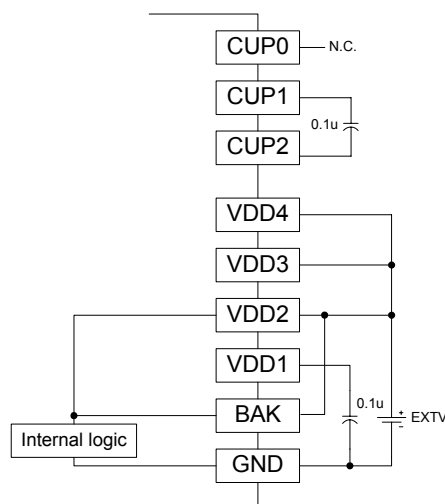 CUP0
N.C.
CUP1
0.1u
CUP2
VDD4
VDD3
VDD2
VDD1
0.1u
BAK
+
EXTV
-
Internal logic
GND